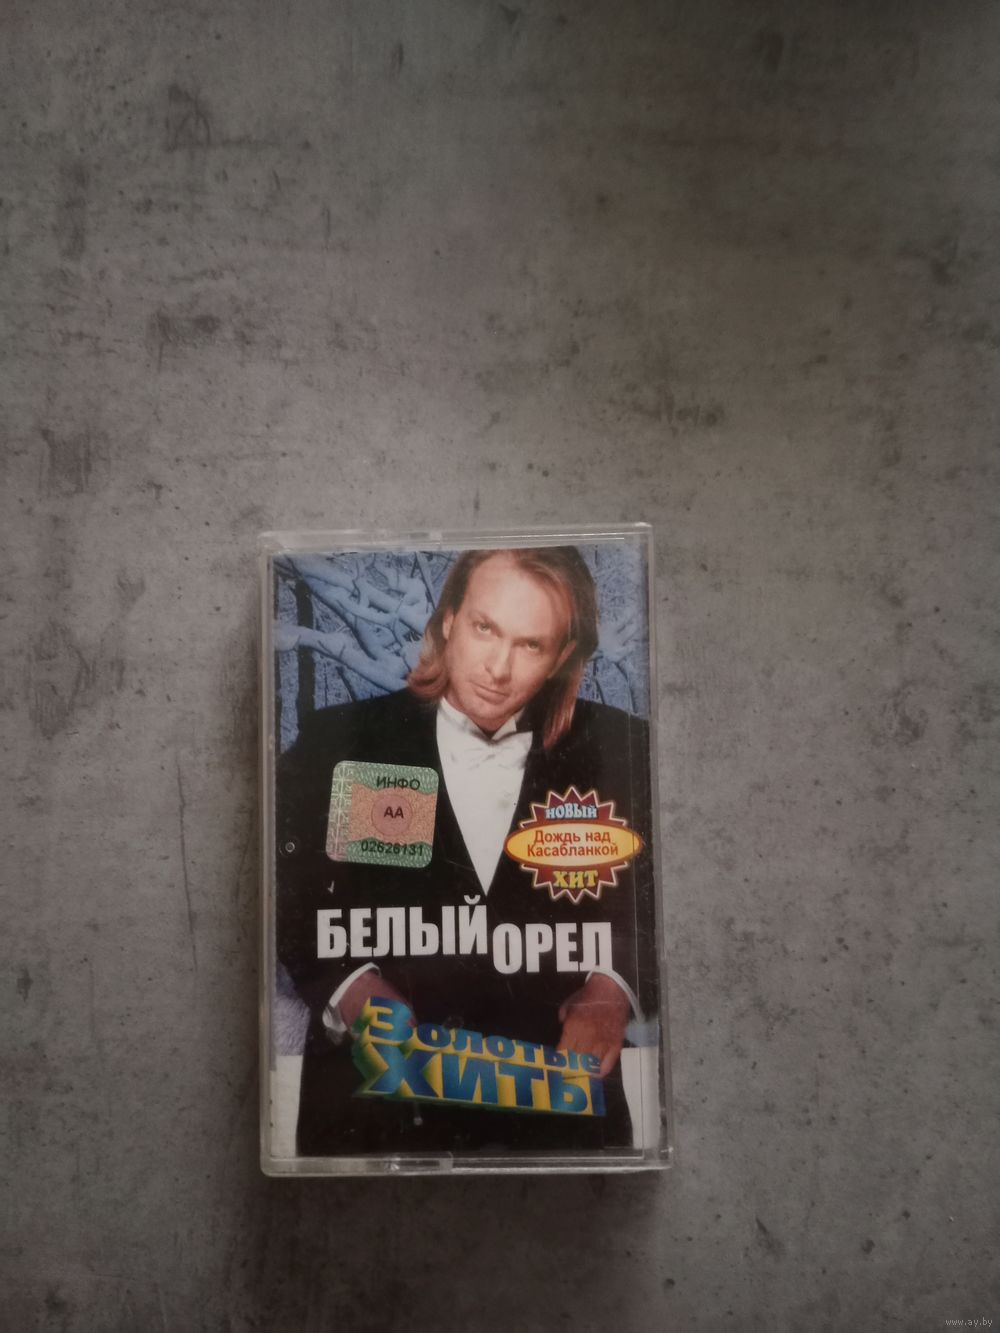 ИНФО
АА
02626131
НОВЫЙ
Дождь над
Касабланкой
ХИТ
БЕЛЫЙ ОРЕЛ
Золотые
ХИТЫ
www.ay.by